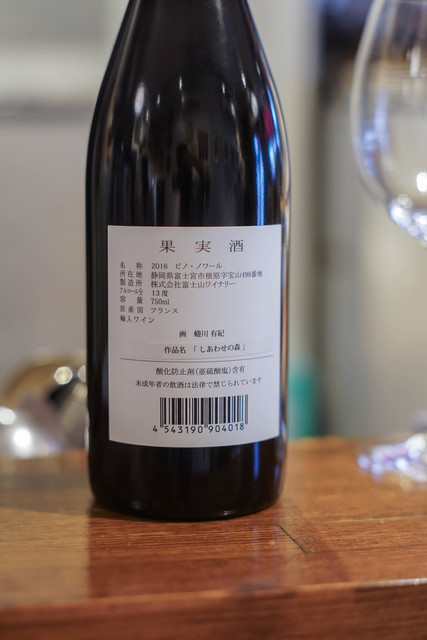 果実酒
名称 2016 ピノ・ノワール
所在地 静岡県富士宮市根原字宝山498番地
製造所 株式会社富士山ワイナリー
アルコール分 13度
容量 750ml
原産国 フランス
輸入ワイン
画 蜷川有紀
作品名 「しあわせの森」
酸化防止剤(亜硫酸塩)含有
未成年者の飲酒は法律で禁じられています
4 543190 904018